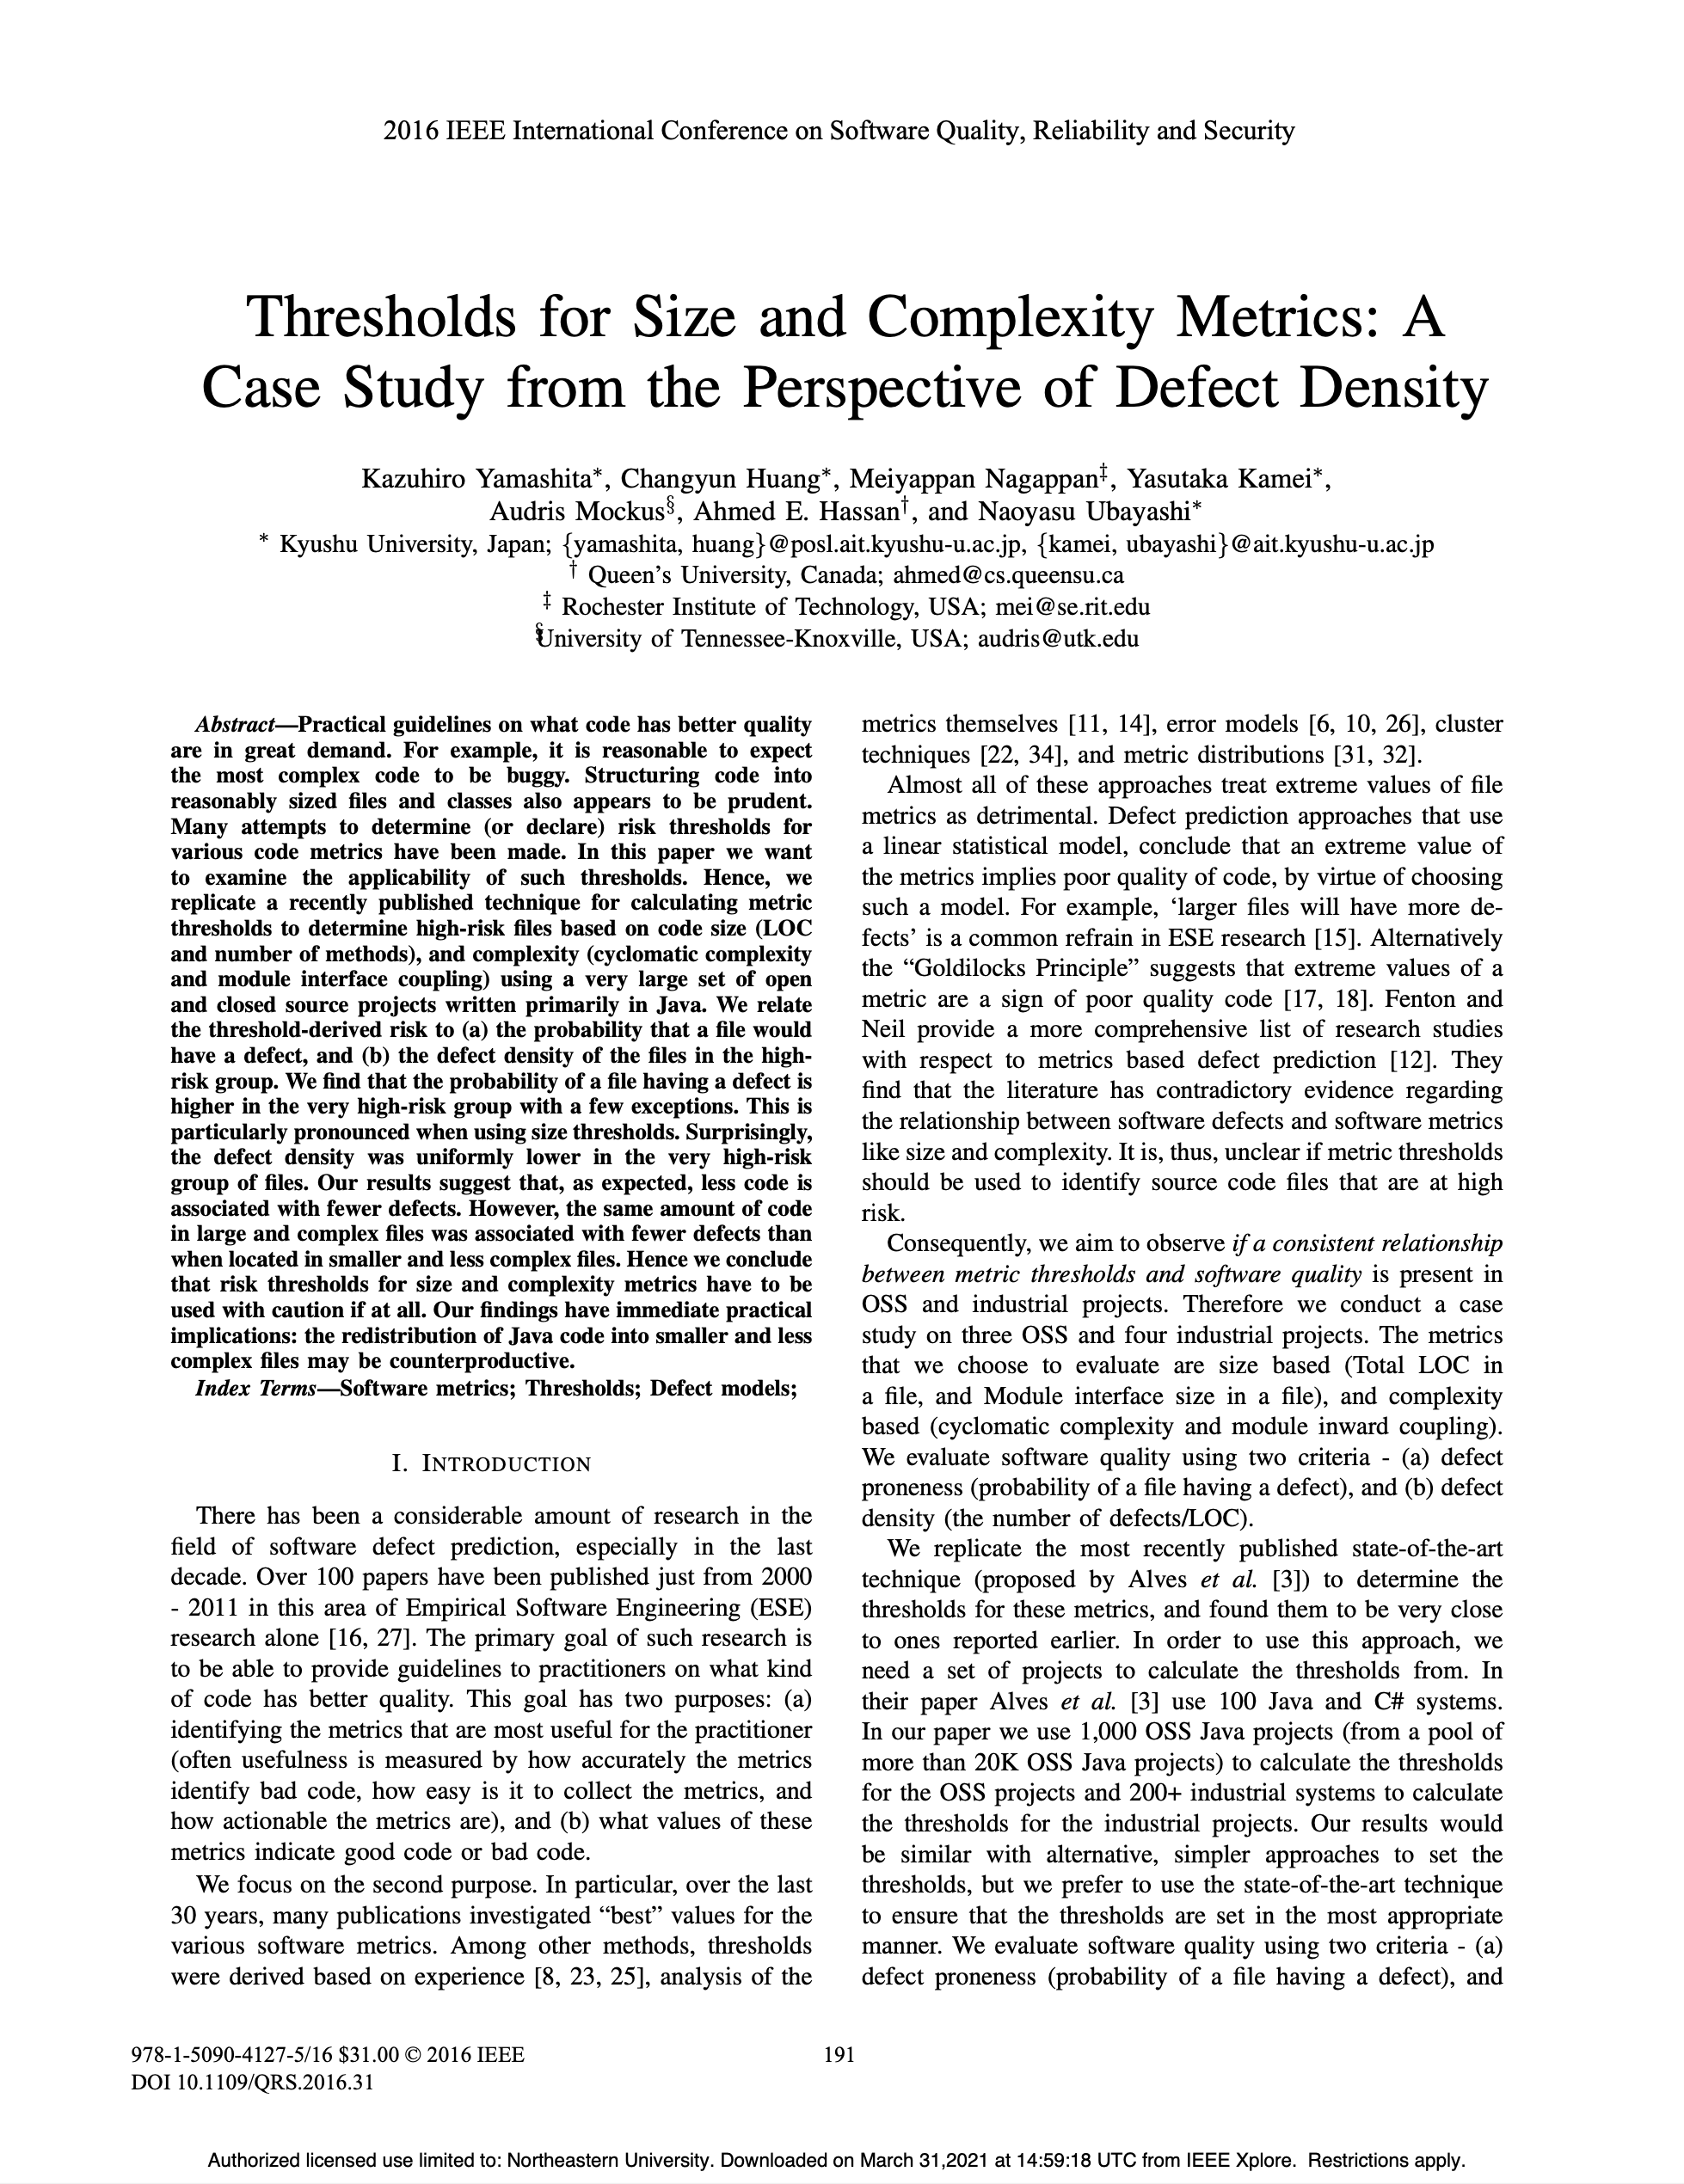 2016 IEEE International Conference on Software Quality, Reliability and Security
Thresholds for Size and Complexity Metrics: A
Case Study from the Perspective of Defect Density
Kazuhiro Yamashita*, Changyun Huang*, Meiyappan Nagappan‡, Yasutaka Kamei*,
Audris Mockus§, Ahmed E. Hassan†, and Naoyasu Ubayashi*
* Kyushu University, Japan; {yamashita, huang}@posl.ait.kyushu-u.ac.jp, {kamei, ubayashi}@ait.kyushu-u.ac.jp
† Queen's University, Canada; ahmed@cs.queensu.ca
‡ Rochester Institute of Technology, USA; mei@se.rit.edu
§University of Tennessee-Knoxville, USA; audris@utk.edu
Abstract—Practical guidelines on what code has better quality
are in great demand. For example, it is reasonable to expect
the most complex code to be buggy. Structuring code into
reasonably sized files and classes also appears to be prudent.
Many attempts to determine (or declare) risk thresholds for
various code metrics have been made. In this paper we want
to examine the applicability of such thresholds. Hence, we
replicate a recently published technique for calculating metric
thresholds to determine high-risk files based on code size (LOC
and number of methods), and complexity (cyclomatic complexity
and module interface coupling) using a very large set of open
and closed source projects written primarily in Java. We relate
the threshold-derived risk to (a) the probability that a file would
have a defect, and (b) the defect density of the files in the high-
risk group. We find that the probability of a file having a defect is
higher in the very high-risk group with a few exceptions. This is
particularly pronounced when using size thresholds. Surprisingly,
the defect density was uniformly lower in the very high-risk
group of files. Our results suggest that, as expected, less code is
associated with fewer defects. However, the same amount of code
in large and complex files was associated with fewer defects than
when located in smaller and less complex files. Hence we conclude
that risk thresholds for size and complexity metrics have to be
used with caution if at all. Our findings have immediate practical
implications: the redistribution of Java code into smaller and less
complex files may be counterproductive.
Index Terms—Software metrics; Thresholds; Defect models;
I. INTRODUCTION
There has been a considerable amount of research in the
field of software defect prediction, especially in the last
decade. Over 100 papers have been published just from 2000
- 2011 in this area of Empirical Software Engineering (ESE)
research alone [16, 27]. The primary goal of such research is
to be able to provide guidelines to practitioners on what kind
of code has better quality. This goal has two purposes: (a)
identifying the metrics that are most useful for the practitioner
(often usefulness is measured by how accurately the metrics
identify bad code, how easy is it to collect the metrics, and
how actionable the metrics are), and (b) what values of these
metrics indicate good code or bad code.
We focus on the second purpose. In particular, over the last
30 years, many publications investigated “best” values for the
various software metrics. Among other methods, thresholds
were derived based on experience [8, 23, 25], analysis of the
metrics themselves [11, 14], error models [6, 10, 26], cluster
techniques [22, 34], and metric distributions [31, 32].
Almost all of these approaches treat extreme values of file
metrics as detrimental. Defect prediction approaches that use
a linear statistical model, conclude that an extreme value of
the metrics implies poor quality of code, by virtue of choosing
such a model. For example, ‘larger files will have more de-
fects’ is a common refrain in ESE research [15]. Alternatively
the “Goldilocks Principle” suggests that extreme values of a
metric are a sign of poor quality code [17, 18]. Fenton and
Neil provide a more comprehensive list of research studies
with respect to metrics based defect prediction [12]. They
find that the literature has contradictory evidence regarding
the relationship between software defects and software metrics
like size and complexity. It is, thus, unclear if metric thresholds
should be used to identify source code files that are at high
risk.
Consequently, we aim to observe if a consistent relationship
between metric thresholds and software quality is present in
OSS and industrial projects. Therefore we conduct a case
study on three OSS and four industrial projects. The metrics
that we choose to evaluate are size based (Total LOC in
a file, and Module interface size in a file), and complexity
based (cyclomatic complexity and module inward coupling).
We evaluate software quality using two criteria - (a) defect
proneness (probability of a file having a defect), and (b) defect
density (the number of defects/LOC).
We replicate the most recently published state-of-the-art
technique (proposed by Alves et al. [3]) to determine the
thresholds for these metrics, and found them to be very close
to ones reported earlier. In order to use this approach, we
need a set of projects to calculate the thresholds from. In
their paper Alves et al. [3] use 100 Java and C# systems.
In our paper we use 1,000 OSS Java projects (from a pool of
more than 20K OSS Java projects) to calculate the thresholds
for the OSS projects and 200+ industrial systems to calculate
the thresholds for the industrial projects. Our results would
be similar with alternative, simpler approaches to set the
thresholds, but we prefer to use the state-of-the-art technique
to ensure that the thresholds are set in the most appropriate
manner. We evaluate software quality using two criteria - (a)
defect proneness (probability of a file having a defect), and
978-1-5090-4127-5/16 $31.00 © 2016 IEEE
DOI 10.1109/QRS.2016.31
191
Authorized licensed use limited to: Northeastern University. Downloaded on March 31,2021 at 14:59:18 UTC from IEEE Xplore. Restrictions apply.